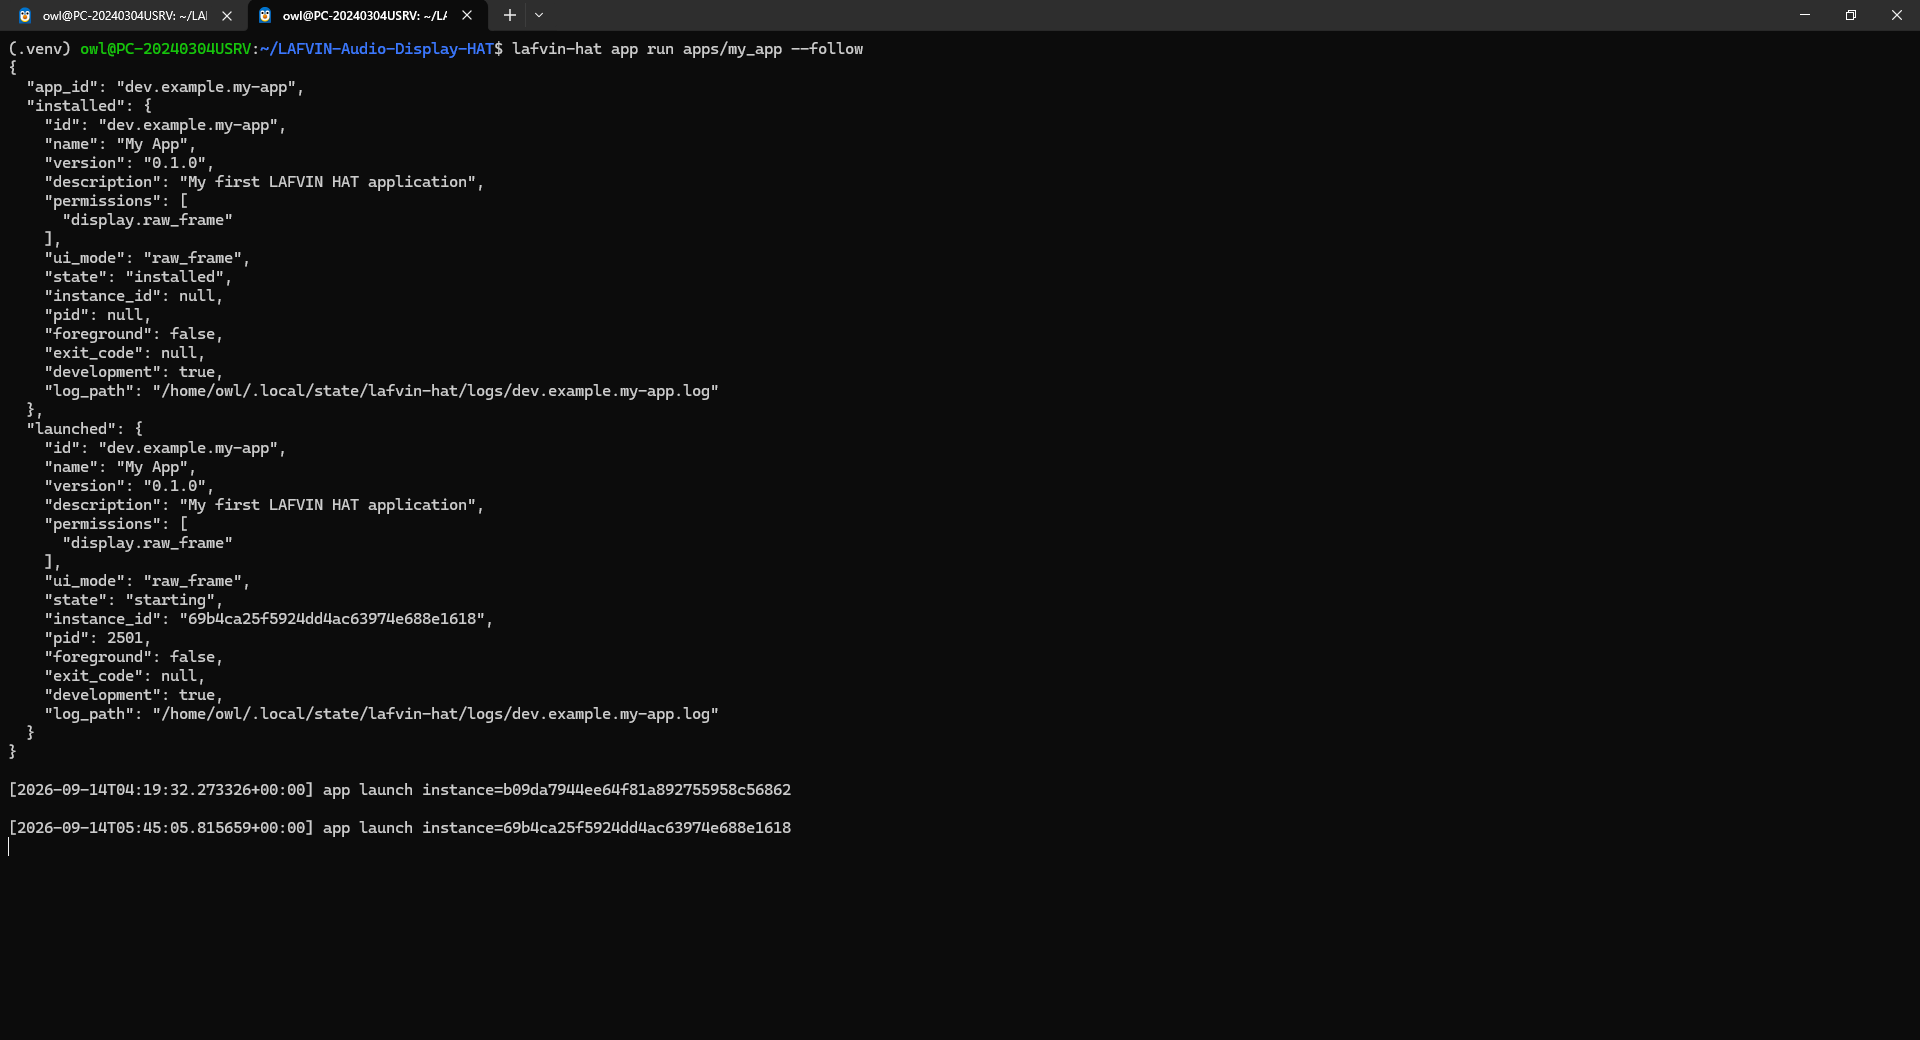 owl@PC-20240304USRV: ~/LAI
owl@PC-20240304USRV: ~/LA
(.venv) owl@PC-20240304USRV:~/LAFVIN-Audio-Display-HAT$ lafvin-hat app run apps/my_app --follow
{
  "app_id": "dev.example.my-app",
  "installed": {
    "id": "dev.example.my-app",
    "name": "My App",
    "version": "0.1.0",
    "description": "My first LAFVIN HAT application",
    "permissions": [
      "display.raw_frame"
    ],
    "ui_mode": "raw_frame",
    "state": "installed",
    "instance_id": null,
    "pid": null,
    "foreground": false,
    "exit_code": null,
    "development": true,
    "log_path": "/home/owl/.local/state/lafvin-hat/logs/dev.example.my-app.log"
  },
  "launched": {
    "id": "dev.example.my-app",
    "name": "My App",
    "version": "0.1.0",
    "description": "My first LAFVIN HAT application",
    "permissions": [
      "display.raw_frame"
    ],
    "ui_mode": "raw_frame",
    "state": "starting",
    "instance_id": "69b4ca25f5924dd4ac63974e688e1618",
    "pid": 2501,
    "foreground": false,
    "exit_code": null,
    "development": true,
    "log_path": "/home/owl/.local/state/lafvin-hat/logs/dev.example.my-app.log"
  }
}
[2026-09-14T04:19:32.273326+00:00] app launch instance=b09da7944ee64f81a892755958c56862
[2026-09-14T05:45:05.815659+00:00] app launch instance=69b4ca25f5924dd4ac63974e688e1618